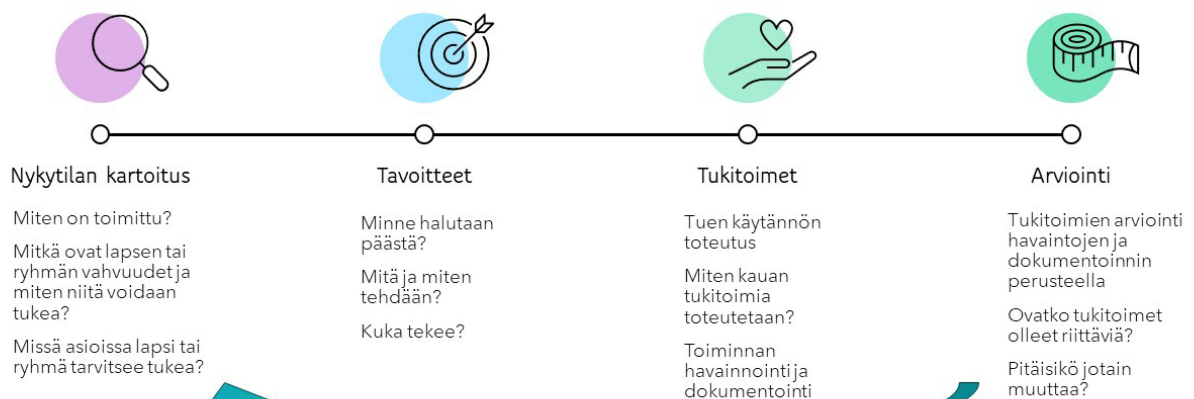 Nykytilan kartoitus
Miten on toimittu?
Mitkä ovat lapsen tai
ryhmän vahvuudet ja
miten niitä voidaan
tukea?
Missä asioissa lapsi tai
ryhmä tarvitsee tukea?
Tavoitteet
Minne halutaan
päästä?
Mitä ja miten
tehdään?
Kuka tekee?
Tukitoimet
Tuen käytännön
toteutus
Miten kauan
tukitoimia
toteutetaan?
Toiminnan
havainnointi ja
dokumentointi
Arviointi
Tukitoimien arviointi
havaintojen ja
dokumentoinnin
perusteella
Ovatko tukitoimet
olleet riittäviä?
Pitäisikö jotain
muuttaa?